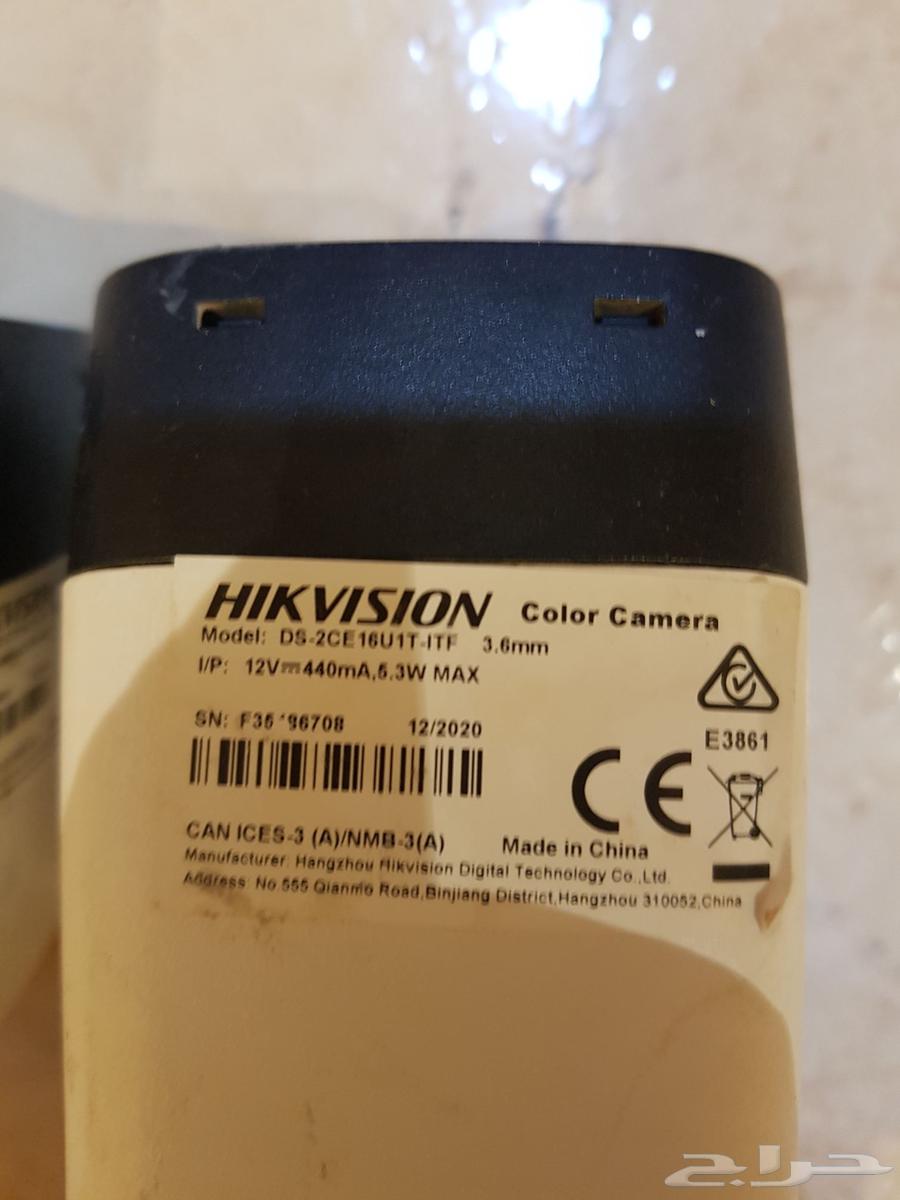 HIKVISION Color Camera
Model: DS-2CE16U1T-ITF 3.6mm
I/P: 12V⎓440mA,5.3W MAX
SN: 12/2020
E3861
CE
CAN ICES-3 (A)/NMB-3(A)
Made in China
Manufacturer: Hangzhou Hikvision Digital Technology Co.,Ltd.
Address: No.555 Qianmo Road,Binjiang District,Hangzhou 310052,China
HIKVISION
حراج